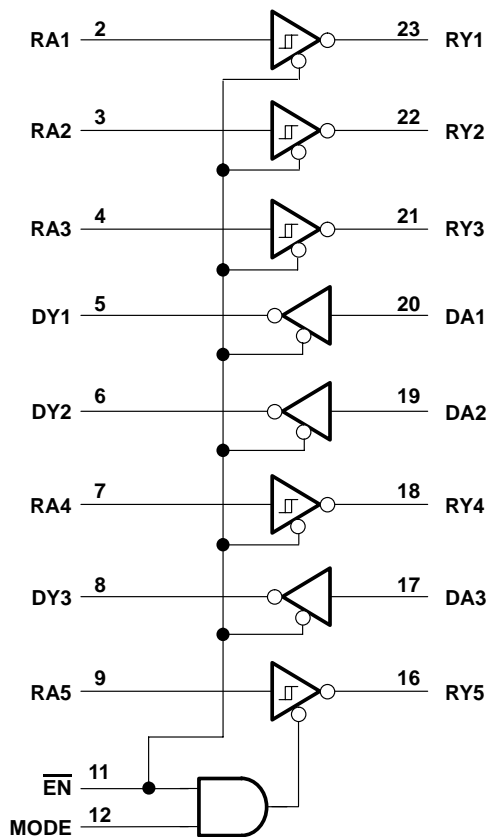 RA1 2 23 RY1
RA2 3 22 RY2
RA3 4 21 RY3
DY1 5 20 DA1
DY2 6 19 DA2
RA4 7 18 RY4
DY3 8 17 DA3
RA5 9 16 RY5
E̅N̅ 11
MODE 12